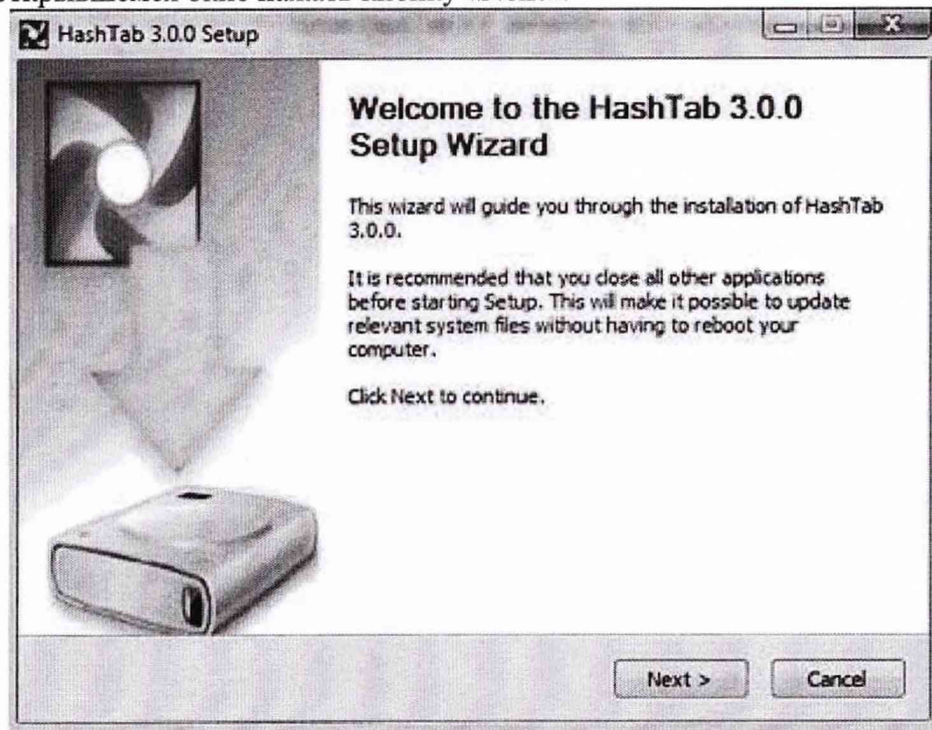 HashTab 3.0.0 Setup
Welcome to the HashTab 3.0.0
Setup Wizard
This wizard will guide you through the installation of HashTab
3.0.0.
It is recommended that you close all other applications
before starting Setup. This will make it possible to update
relevant system files without having to reboot your
computer.
Click Next to continue.
Next >
Cancel